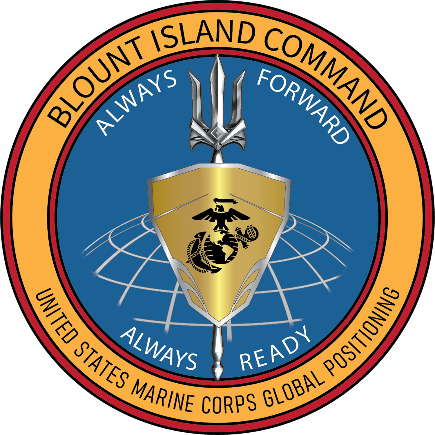 BLOUNT ISLAND COMMAND
ALWAYS FORWARD
ALWAYS READY
UNITED STATES MARINE CORPS GLOBAL POSITIONING